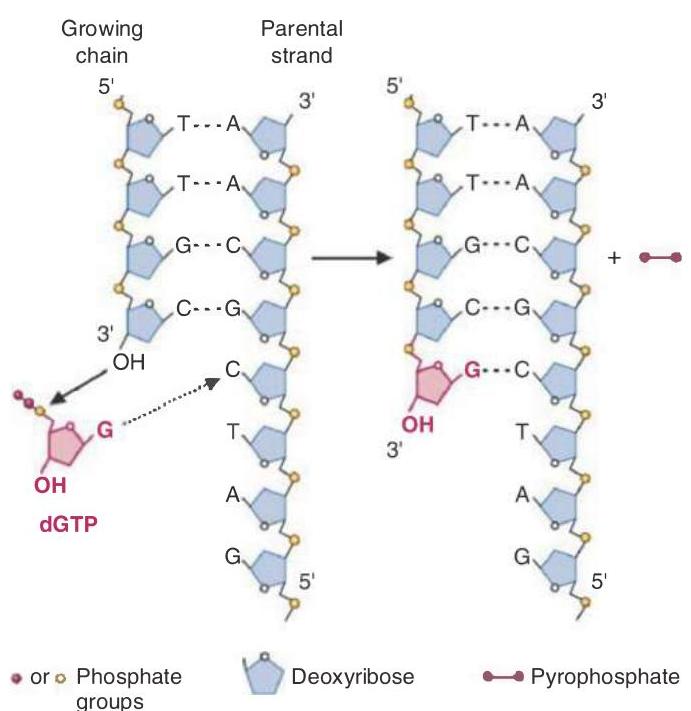 Growing
chain
Parental
strand
5'
3'
5'
3'
T---A
T---A
T---A
T---A
G---C
G---C
+
C---G
C---G
3'
OH
C
G---C
G
OH
3'
T
T
OH
dGTP
A
A
G
G
5'
5'
or Phosphate
groups
Deoxyribose
Pyrophosphate